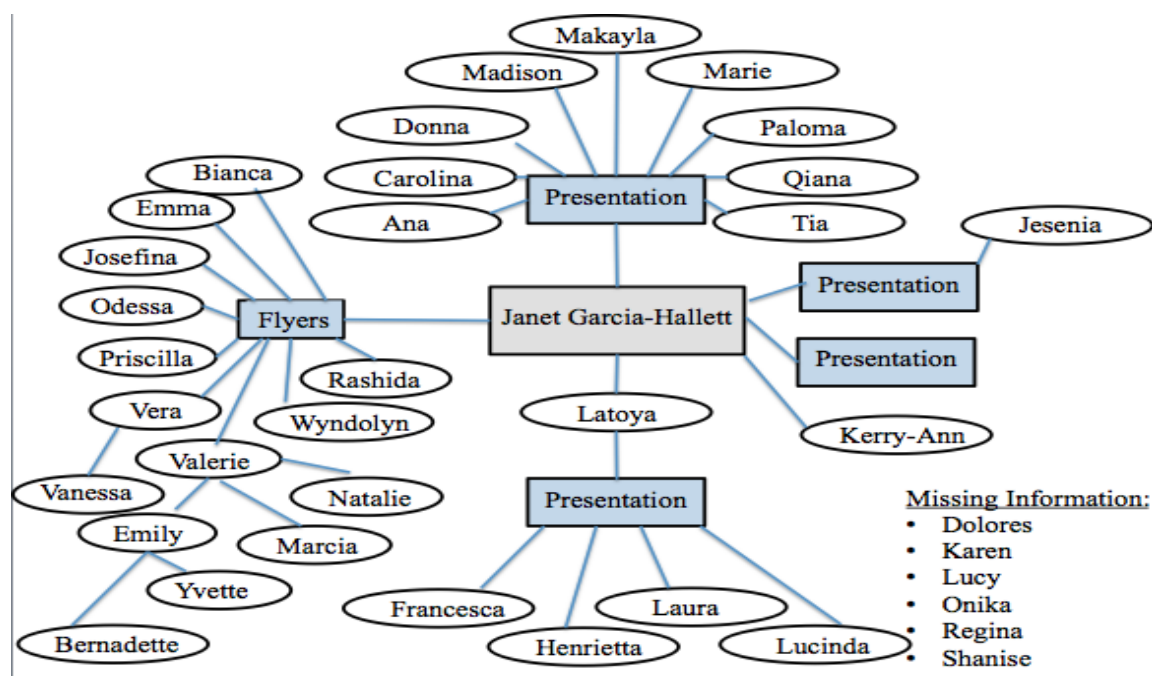 Makayla
Madison
Marie
Donna
Paloma
Bianca
Carolina
Presentation
Qiana
Emma
Ana
Tia
Jesenia
Josefina
Presentation
Odessa
Flyers
Janet Garcia-Hallett
Priscilla
Presentation
Rashida
Vera
Wyndolyn
Latoya
Kerry-Ann
Valerie
Vanessa
Natalie
Presentation
Missing Information:
• Dolores
• Karen
• Lucy
• Onika
• Regina
• Shanise
Emily
Marcia
Yvette
Francesca
Laura
Bernadette
Henrietta
Lucinda